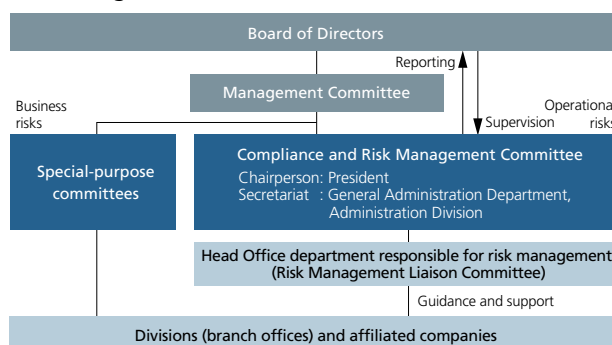 Board of Directors
Reporting
Management Committee
Business
risks
Operational
risks
Supervision
Special-purpose
committees
Compliance and Risk Management Committee
Chairperson: President
Secretariat : General Administration Department,
Administration Division
Head Office department responsible for risk management
(Risk Management Liaison Committee)
Guidance and support
Divisions (branch offices) and affiliated companies